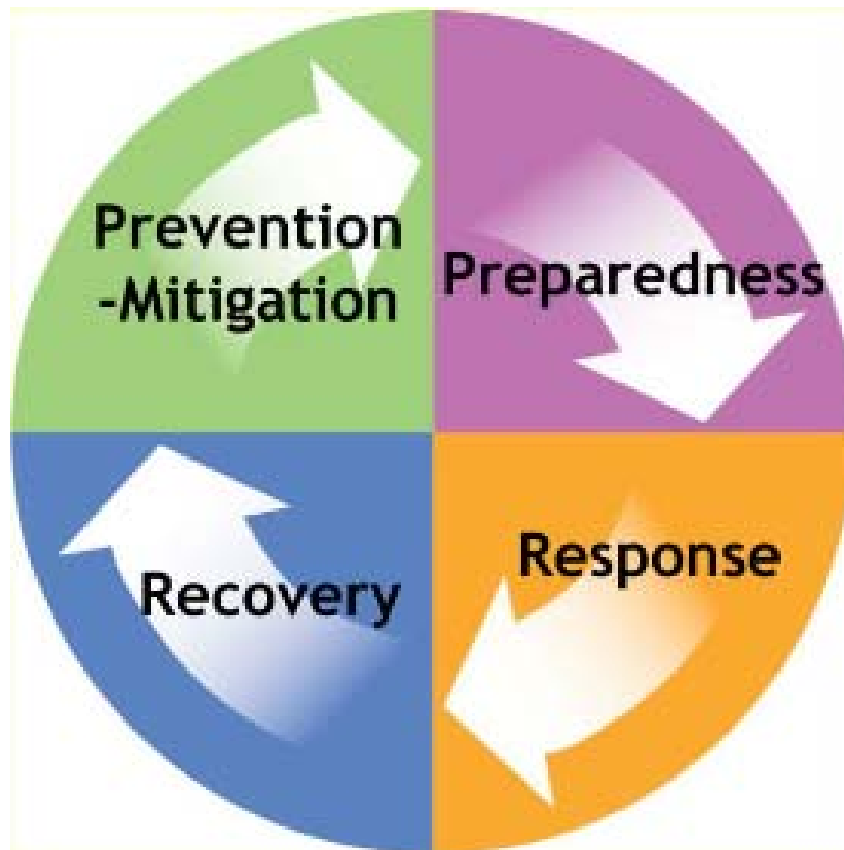 Prevention
-Mitigation
Preparedness
Response
Recovery